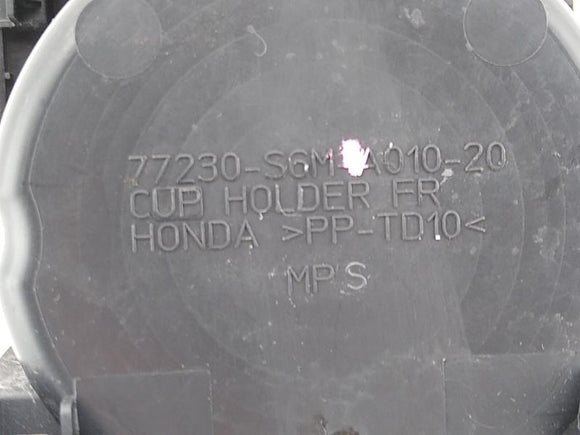 77230-S6M-A010-20
CUP HOLDER FR
HONDA >PP-TD10<
MPS